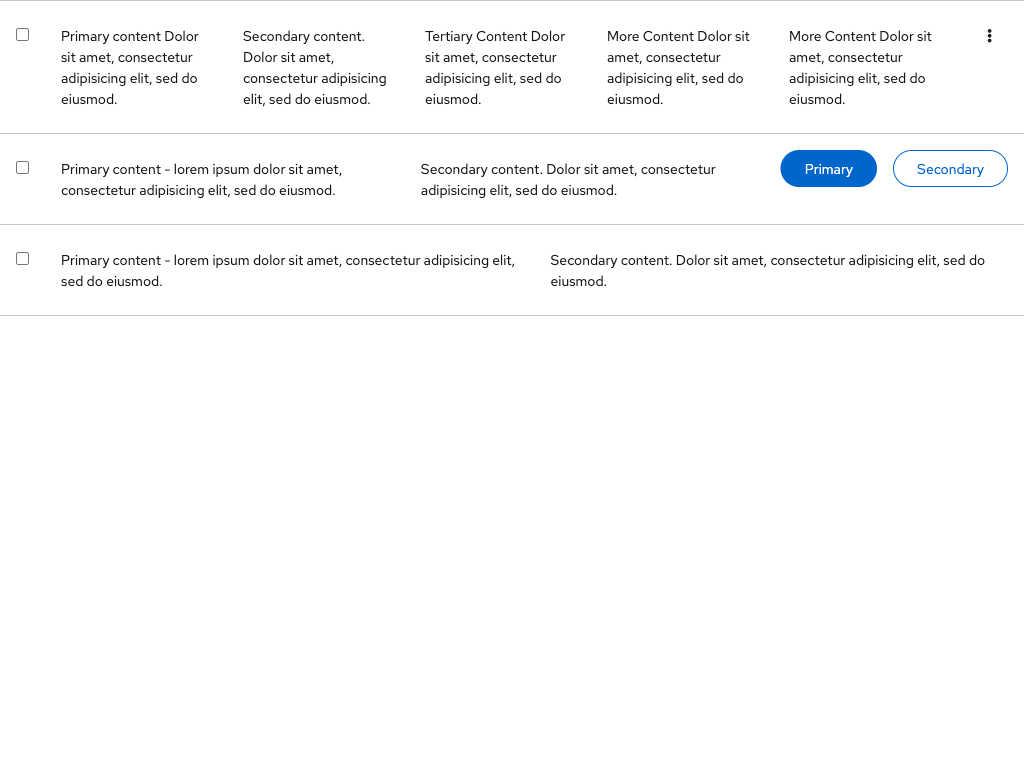 Primary content Dolor
sit amet, consectetur
adipisicing elit, sed do
eiusmod.
Secondary content.
Dolor sit amet,
consectetur adipisicing
elit, sed do eiusmod.
Tertiary Content Dolor
sit amet, consectetur
adipisicing elit, sed do
eiusmod.
More Content Dolor sit
amet, consectetur
adipisicing elit, sed do
eiusmod.
More Content Dolor sit
amet, consectetur
adipisicing elit, sed do
eiusmod.
Primary content - lorem ipsum dolor sit amet,
consectetur adipisicing elit, sed do eiusmod.
Secondary content. Dolor sit amet, consectetur
adipisicing elit, sed do eiusmod.
Primary
Secondary
Primary content - lorem ipsum dolor sit amet, consectetur adipisicing elit,
sed do eiusmod.
Secondary content. Dolor sit amet, consectetur adipisicing elit, sed do
eiusmod.